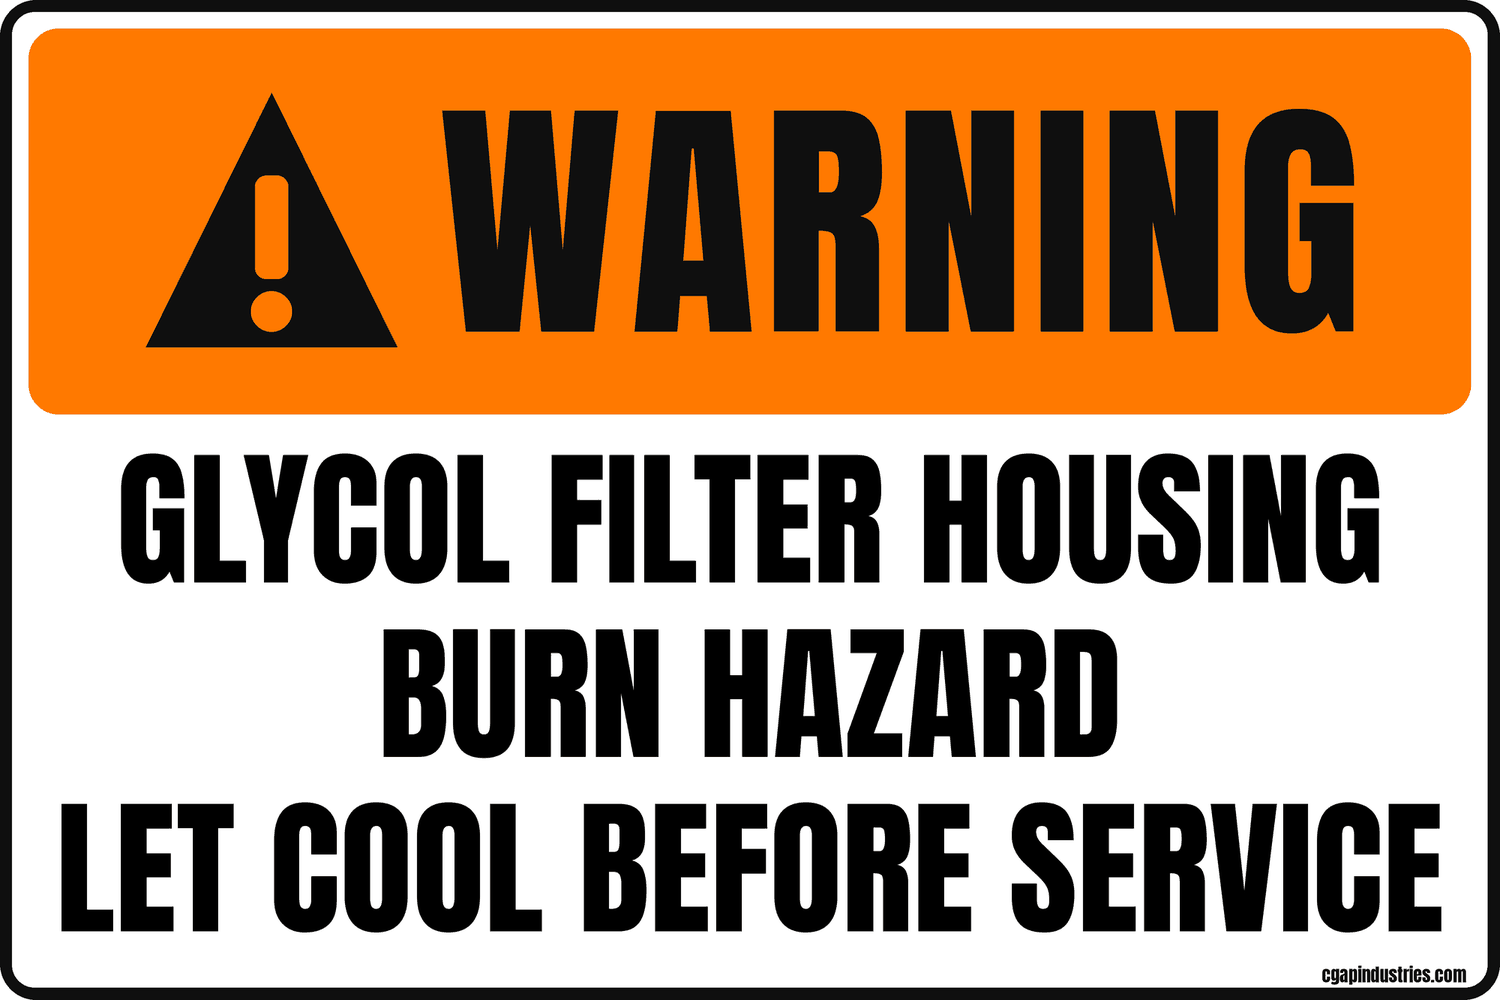 WARNING
GLYCOL FILTER HOUSING
BURN HAZARD
LET COOL BEFORE SERVICE
cgapindustries.com